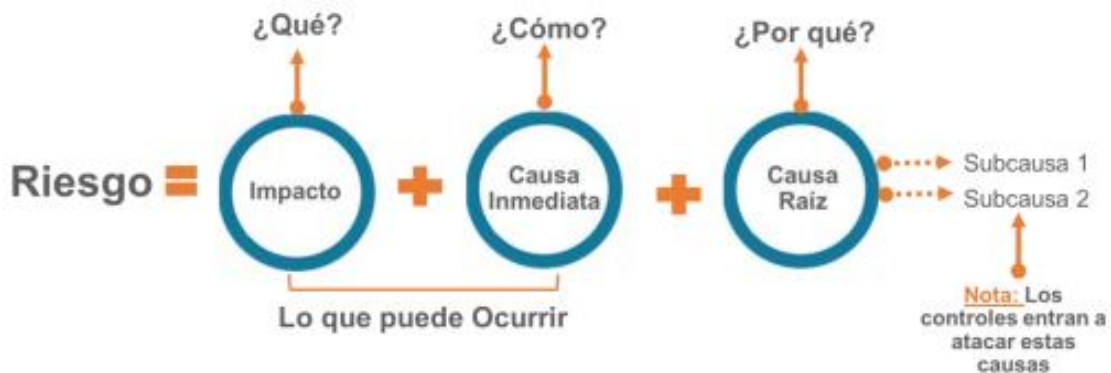 ¿Qué?
¿Cómo?
¿Por qué?
Riesgo =
Impacto
+
Causa
Inmediata
+
Causa
Raíz
Subcausa 1
Subcausa 2
Lo que puede Ocurrir
Nota: Los
controles entran a
atacar estas
causas